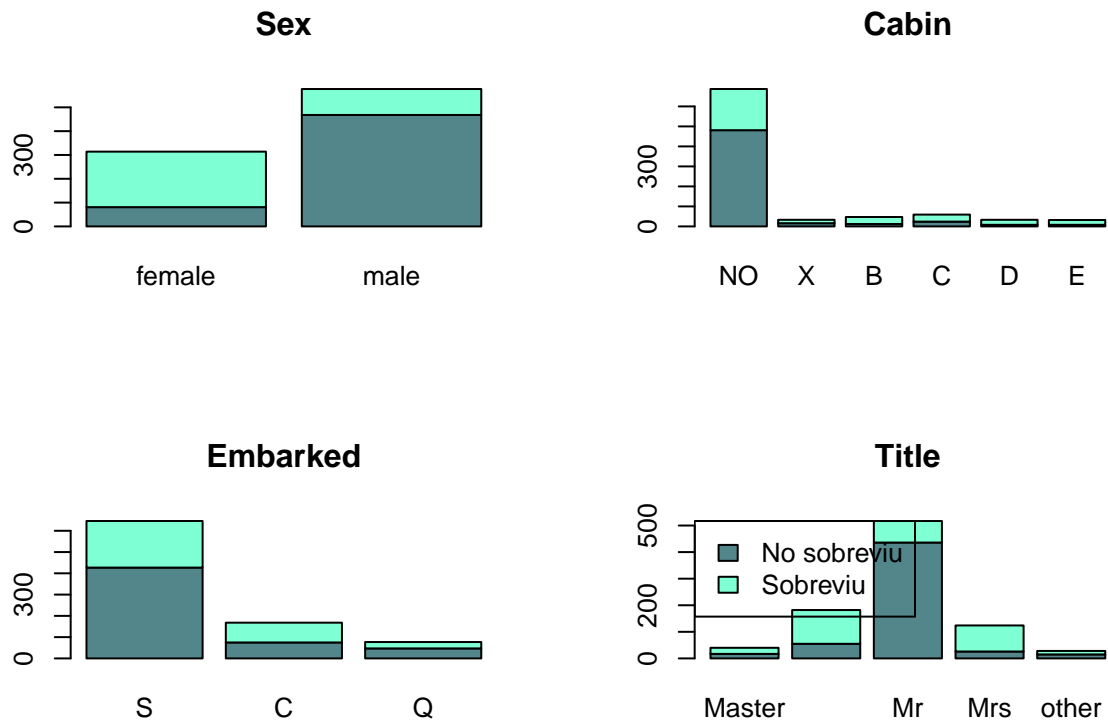 Sex
0
300
female
male
Cabin
0
300
NO
X
B
C
D
E
Embarked
0
300
S
C
Q
Title
0
200
500
No sobreviu
Sobreviu
Master
Mr
Mrs
other